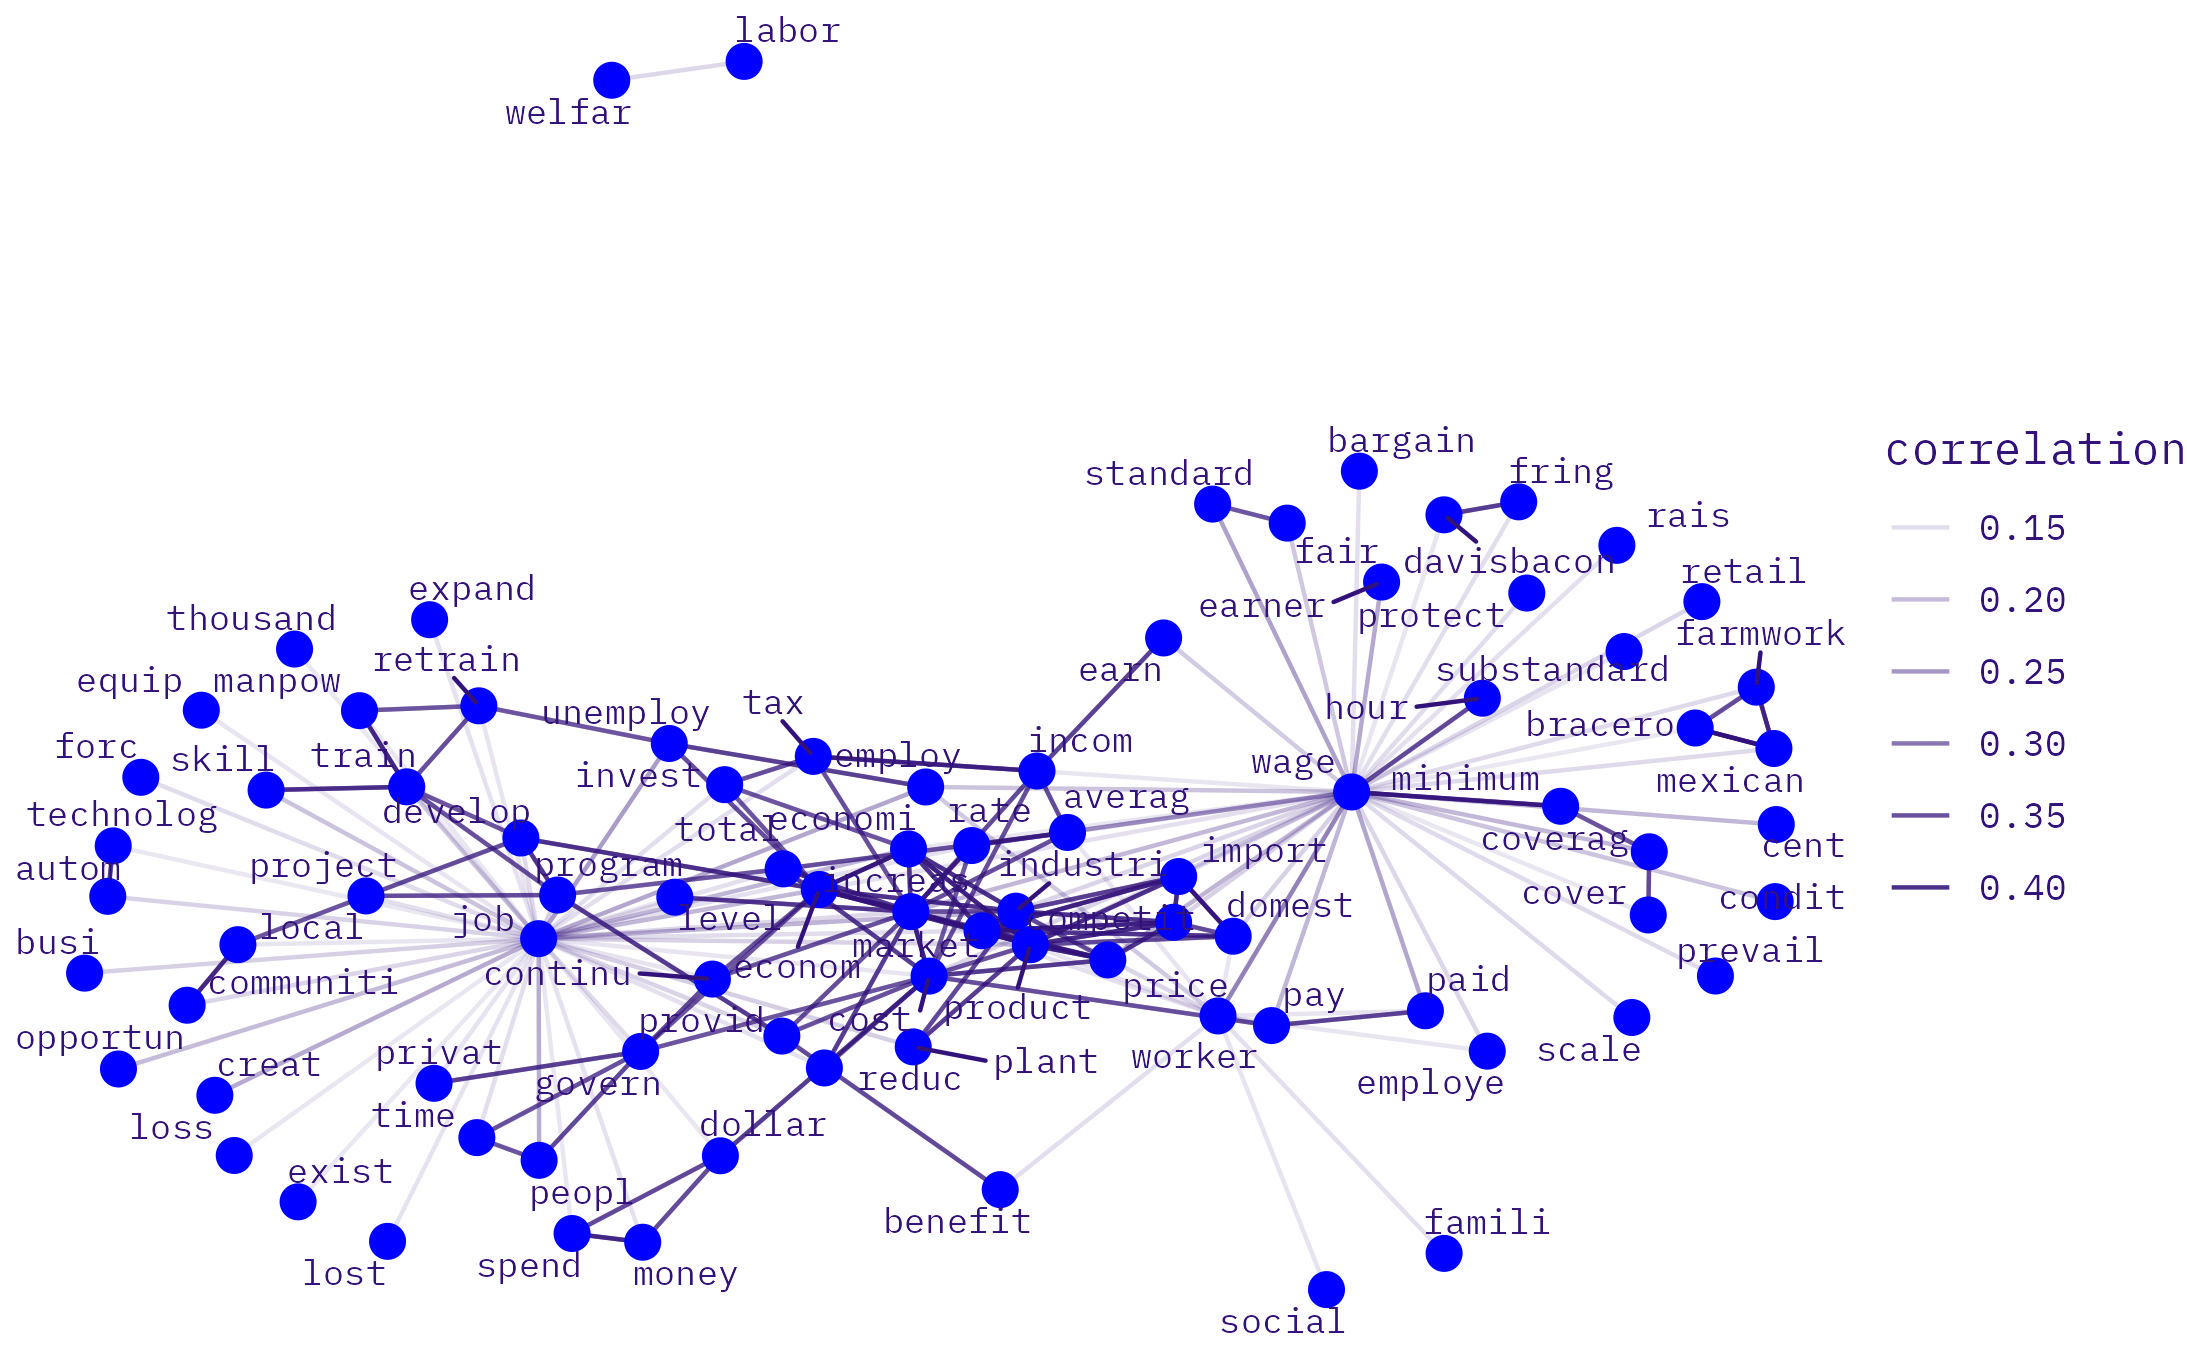 labor
welfar
bargain
standard
fring
rais
fair
davisbacon
retail
earner
protect
farmwork
expand
thousand
retrain
earn
substandard
equip
manpow
hour
bracero
unemploy
tax
incom
forc
skill
train
employ
wage
minimum
mexican
invest
averag
technolog
develop
total
economi
rate
coverag
cent
autom
project
program
increas
industri
import
cover
condit
local
job
level
competit
domest
busi
market
prevail
communiti
continu
econom
price
pay
paid
opportun
provid
cost
product
creat
privat
plant
worker
scale
govern
reduc
employe
loss
time
dollar
exist
peopl
benefit
famili
lost
spend
money
social
correlation
0.15
0.20
0.25
0.30
0.35
0.40